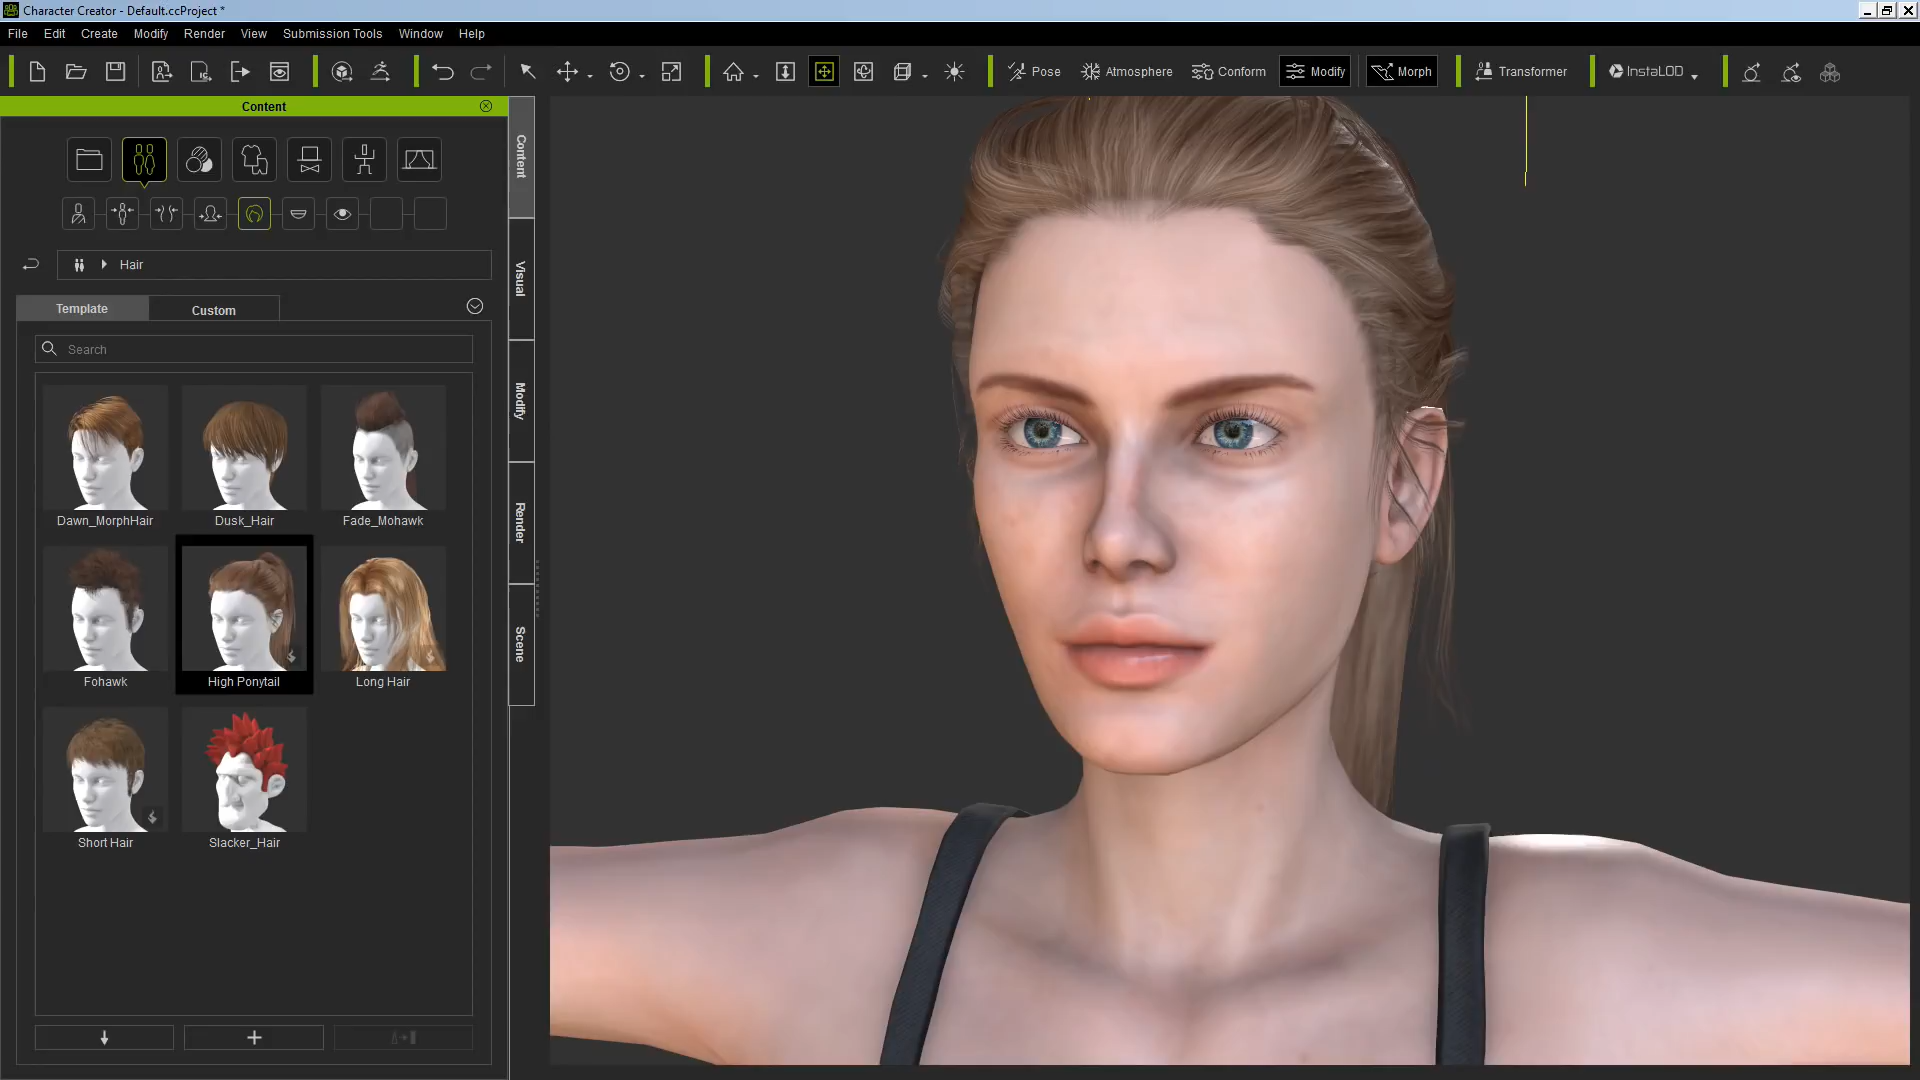 Character Creator - Default.ccProject *
File Edit Create Modify Render View Submission Tools Window Help
Pose Atmosphere Conform Modify Morph Transformer InstaLOD
Content
Content
Visual
Modify
Render
Scene
Hair
Template Custom
Search
Dawn_MorphHair Dusk_Hair Fade_Mohawk
Fohawk High Ponytail Long Hair
Short Hair Slacker_Hair